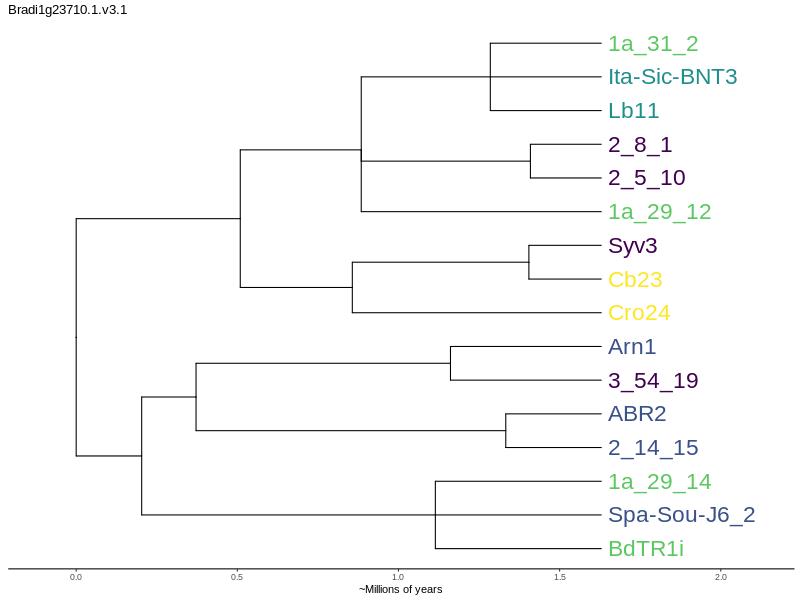 Bradi1g23710.1.v3.1
1a_31_2
Ita-Sic-BNT3
Lb11
2_8_1
2_5_10
1a_29_12
Syv3
Cb23
Cro24
Arn1
3_54_19
ABR2
2_14_15
1a_29_14
Spa-Sou-J6_2
BdTR1i
0.0 0.5 1.0 1.5 2.0
~Millions of years